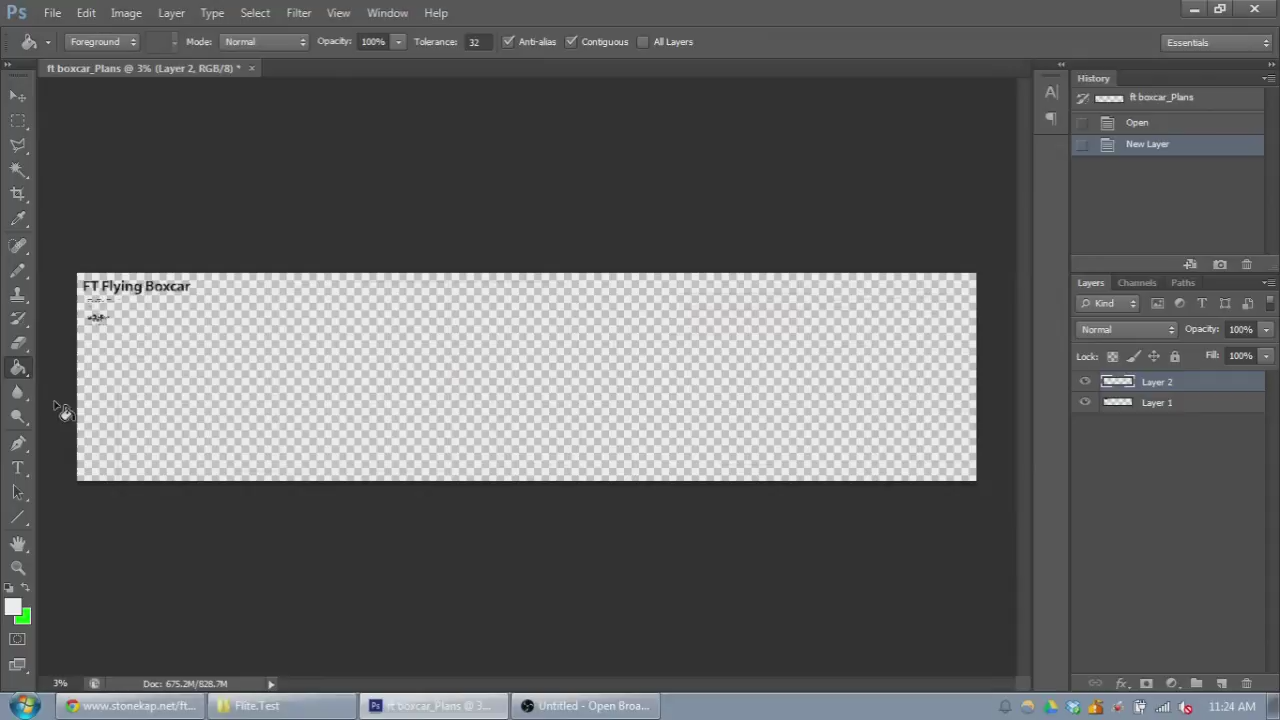 Ps File Edit Image Layer Type Select Filter View Window Help
Foreground Mode: Normal Opacity: 100% Tolerance: 32 Anti-alias Contiguous All Layers Essentials
ft boxcar_Plans @ 3% (Layer 2, RGB/8) * ×
History
ft boxcar_Plans
Open
New Layer
FT Flying Boxcar
Layers Channels Paths
Kind
Normal Opacity: 100%
Lock: Fill: 100%
Layer 2
Layer 1
3% Doc: 675.2M/828.7M
www.stonekap.net/ft... Flite.Test ft boxcar_Plans @ 3... Untitled - Open Broa... 11:24 AM